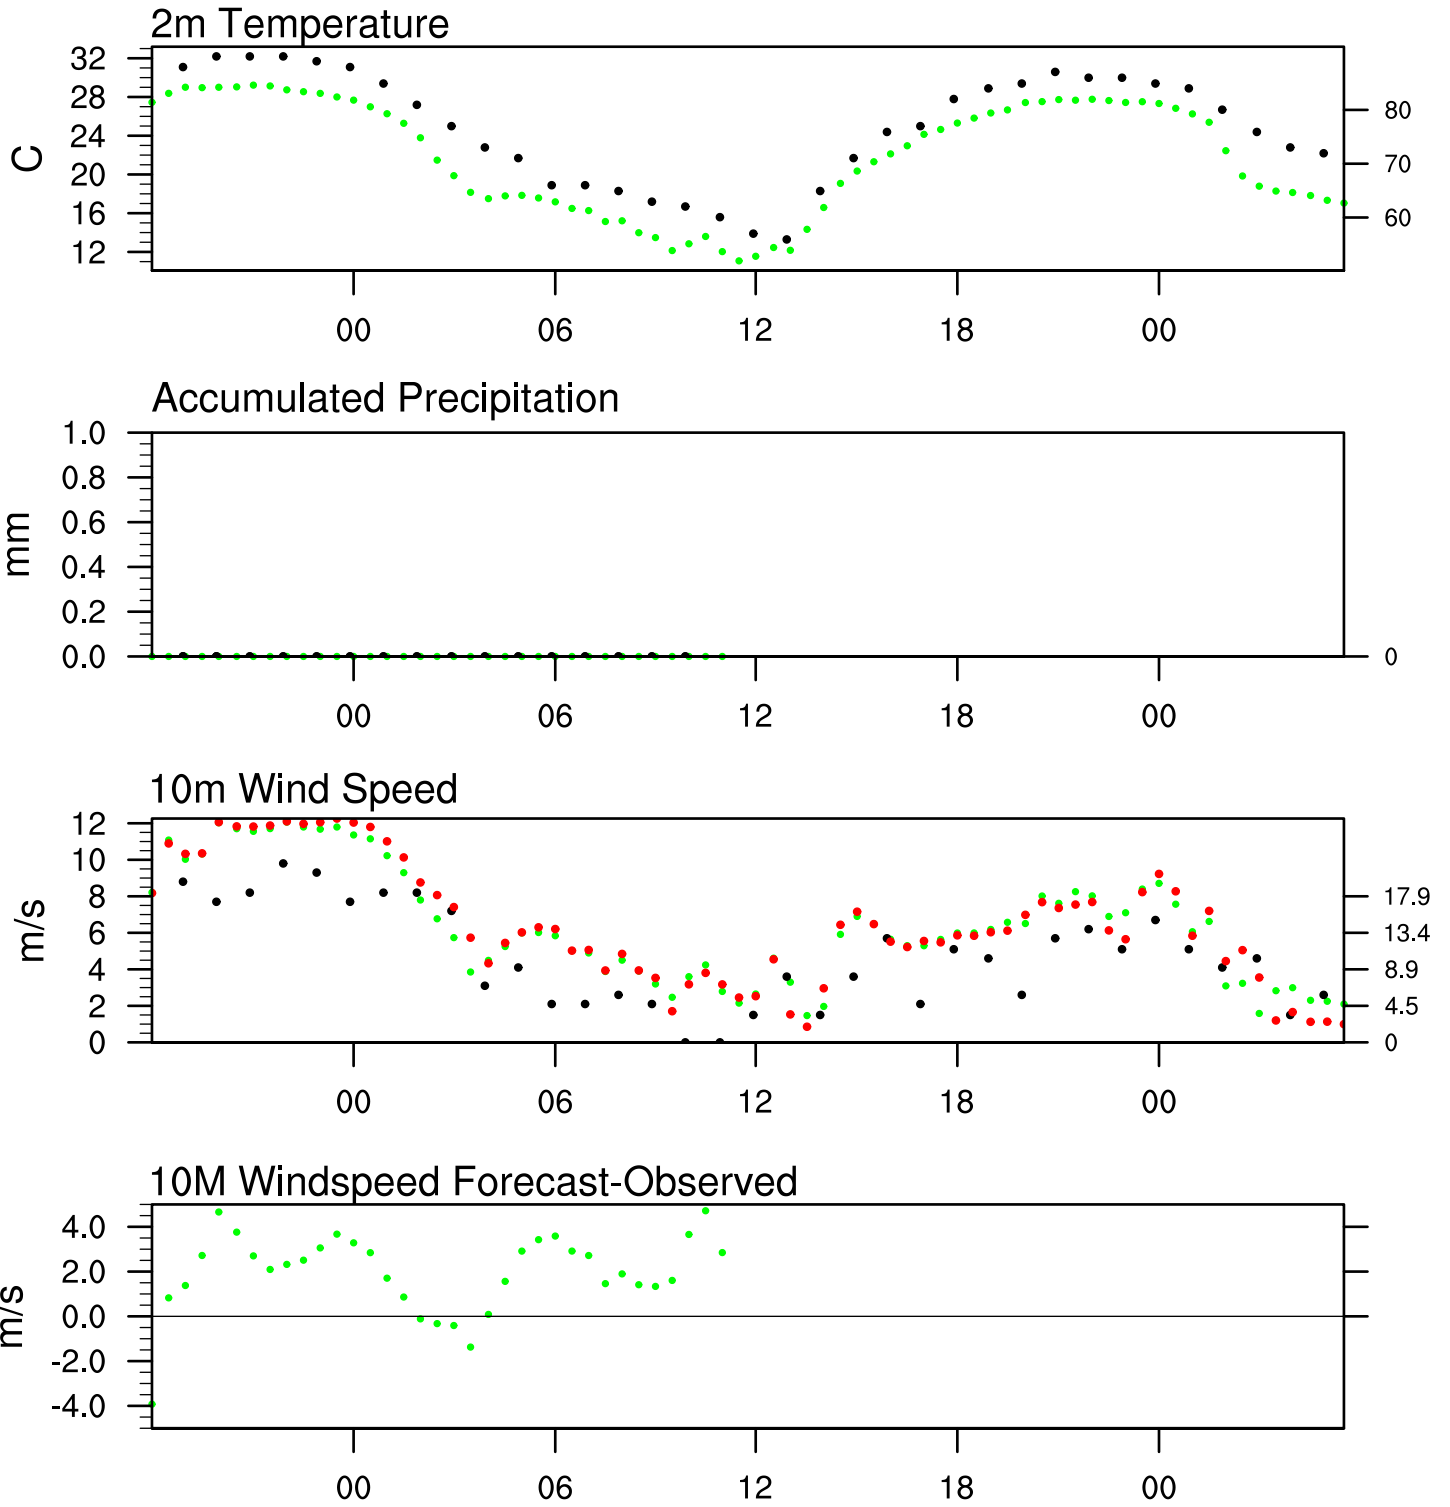 2m Temperature
32
28
24
20
16
12
C
80
70
60
00 06 12 18 00
Accumulated Precipitation
1.0
0.8
0.6
0.4
0.2
0.0
mm
0
00 06 12 18 00
10m Wind Speed
12
10
8
6
4
2
0
m/s
17.9
13.4
8.9
4.5
0
00 06 12 18 00
10M Windspeed Forecast-Observed
4.0
2.0
0.0
-2.0
-4.0
m/s
00 06 12 18 00